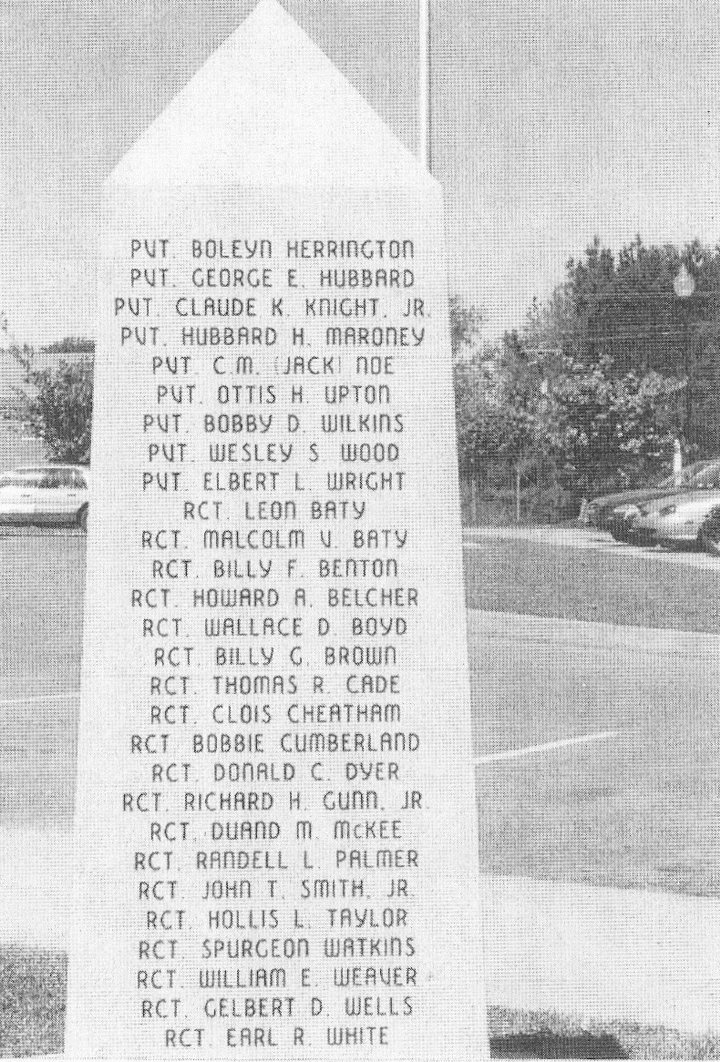 PVT. BOLEYN HERRINGTON
PVT. GEORGE E. HUBBARD
PVT. CLAUDE K. KNIGHT, JR.
PVT. HUBBARD H. MARONEY
PVT. C.M. (JACK) NOE
PVT. OTTIS H. UPTON
PVT. BOBBY D. WILKINS
PVT. WESLEY S. WOOD
PVT. ELBERT L. WRIGHT
RCT. LEON BATY
RCT. MALCOLM V. BATY
RCT. BILLY F. BENTON
RCT. HOWARD A. BELCHER
RCT. WALLACE D. BOYD
RCT. BILLY G. BROWN
RCT. THOMAS R. CADE
RCT. CLOIS CHEATHAM
RCT. BOBBIE CUMBERLAND
RCT. DONALD C. DYER
RCT. RICHARD H. GUNN, JR.
RCT. DUAND M. McKEE
RCT. RANDELL L. PALMER
RCT. JOHN T. SMITH, JR.
RCT. HOLLIS L. TAYLOR
RCT. SPURGEON WATKINS
RCT. WILLIAM E. WEAVER
RCT. GELBERT D. WELLS
RCT. EARL R. WHITE